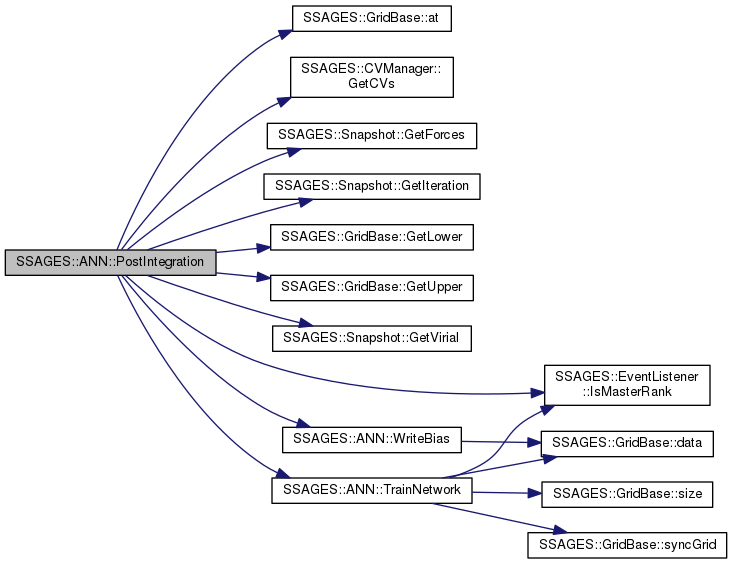 SSAGES::GridBase::at
SSAGES::CVManager::
GetCVs
SSAGES::Snapshot::GetForces
SSAGES::Snapshot::GetIteration
SSAGES::GridBase::GetLower
SSAGES::ANN::PostIntegration
SSAGES::GridBase::GetUpper
SSAGES::Snapshot::GetVirial
SSAGES::EventListener
::IsMasterRank
SSAGES::ANN::WriteBias
SSAGES::GridBase::data
SSAGES::ANN::TrainNetwork
SSAGES::GridBase::size
SSAGES::GridBase::syncGrid